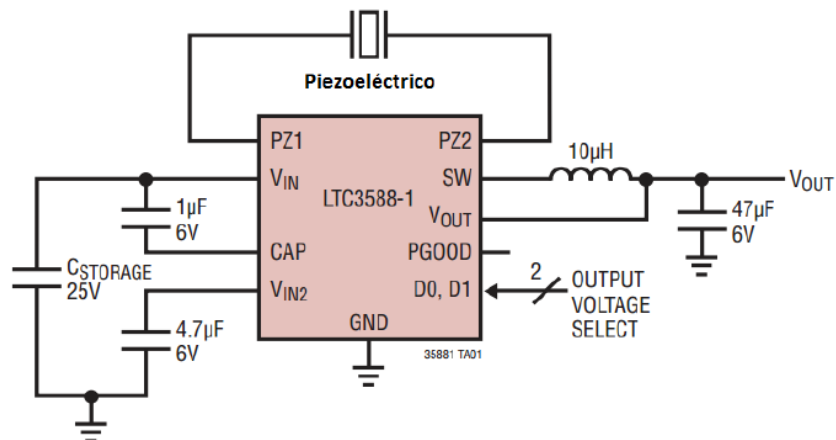 Piezoeléctrico
PZ1
PZ2
VIN
SW
10µH
VOUT
LTC3588-1
1µF
6V
VOUT
47µF
6V
CAP
PGOOD
CSTORAGE
25V
VIN2
D0, D1
2
OUTPUT
VOLTAGE
SELECT
4.7µF
6V
GND
35881 TA01